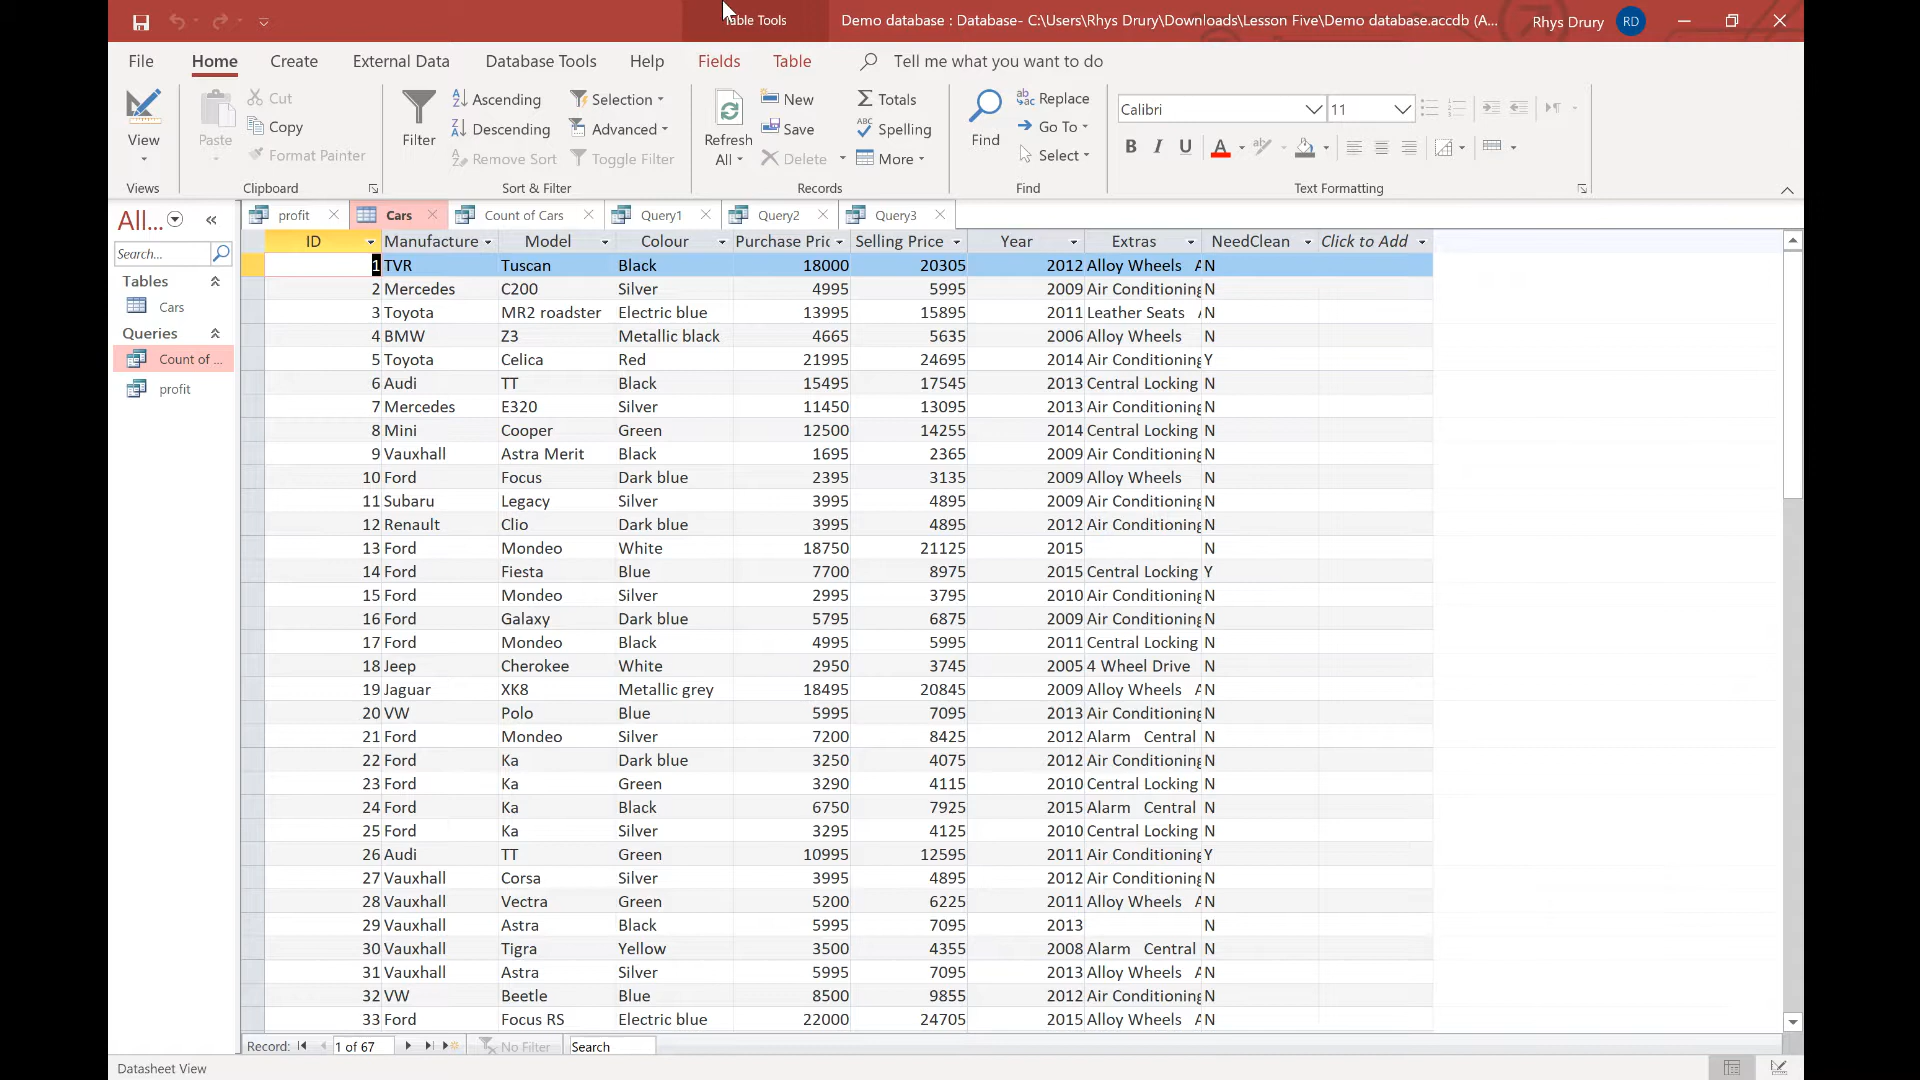 Table Tools Demo database : Database- C:\Users\Rhys Drury\Downloads\Lesson Five\Demo database.accdb (A... Rhys Drury RD
File Home Create External Data Database Tools Help Fields Table Tell me what you want to do
View
Views
Paste
Cut
Copy
Format Painter
Clipboard
Filter
Ascending
Descending
Remove Sort
Selection
Advanced
Toggle Filter
Sort & Filter
Refresh
All
New
Save
Delete
Totals
Spelling
More
Records
Find
Replace
Go To
Select
Find
Calibri 11
B I U A
Text Formatting
All...
Search...
Tables
Cars
Queries
Count of ...
profit
profit Cars Count of Cars Query1 Query2 Query3
ID Manufacture Model Colour Purchase Pric Selling Price Year Extras NeedClean Click to Add
1 TVR Tuscan Black 18000 20305 2012 Alloy Wheels A N
2 Mercedes C200 Silver 4995 5995 2009 Air Conditioning N
3 Toyota MR2 roadster Electric blue 13995 15895 2011 Leather Seats A N
4 BMW Z3 Metallic black 4665 5635 2006 Alloy Wheels N
5 Toyota Celica Red 21995 24695 2014 Air Conditioning Y
6 Audi TT Black 15495 17545 2013 Central Locking N
7 Mercedes E320 Silver 11450 13095 2013 Air Conditioning N
8 Mini Cooper Green 12500 14255 2014 Central Locking N
9 Vauxhall Astra Merit Black 1695 2365 2009 Air Conditioning N
10 Ford Focus Dark blue 2395 3135 2009 Alloy Wheels N
11 Subaru Legacy Silver 3995 4895 2009 Air Conditioning N
12 Renault Clio Dark blue 3995 4895 2012 Air Conditioning N
13 Ford Mondeo White 18750 21125 2015 N
14 Ford Fiesta Blue 7700 8975 2015 Central Locking Y
15 Ford Mondeo Silver 2995 3795 2010 Air Conditioning N
16 Ford Galaxy Dark blue 5795 6875 2009 Air Conditioning N
17 Ford Mondeo Black 4995 5995 2011 Central Locking N
18 Jeep Cherokee White 2950 3745 2005 4 Wheel Drive N
19 Jaguar XK8 Metallic grey 18495 20845 2009 Alloy Wheels A N
20 VW Polo Blue 5995 7095 2013 Air Conditioning N
21 Ford Mondeo Silver 7200 8425 2012 Alarm Central N
22 Ford Ka Dark blue 3250 4075 2012 Air Conditioning N
23 Ford Ka Green 3290 4115 2010 Central Locking N
24 Ford Ka Black 6750 7925 2015 Alarm Central N
25 Ford Ka Silver 3295 4125 2010 Central Locking N
26 Audi TT Green 10995 12595 2011 Air Conditioning Y
27 Vauxhall Corsa Silver 3995 4895 2012 Air Conditioning N
28 Vauxhall Vectra Green 5200 6225 2011 Alloy Wheels A N
29 Vauxhall Astra Black 5995 7095 2013 N
30 Vauxhall Tigra Yellow 3500 4355 2008 Alarm Central N
31 Vauxhall Astra Silver 5995 7095 2013 Alloy Wheels A N
32 VW Beetle Blue 8500 9855 2012 Air Conditioning N
33 Ford Focus RS Electric blue 22000 24705 2015 Alloy Wheels A N
Record: 1 of 67 No Filter Search
Datasheet View